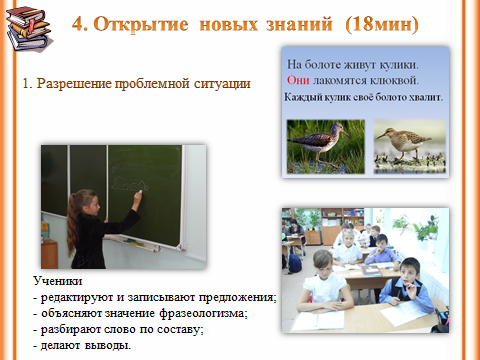 4. Открытие новых знаний (18мин)
1. Разрешение проблемной ситуации
На болоте живут кулики.
Они лакомятся клюквой.
Каждый кулик своё болото хвалит.
Ученики
- редактируют и записывают предложения;
- объясняют значение фразеологизма;
- разбирают слово по составу;
- делают выводы.